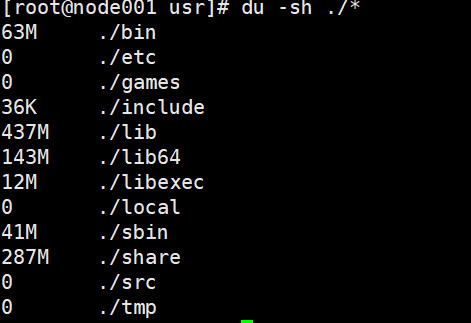 [root@node001 usr]# du -sh ./*
63M ./bin
0 ./etc
0 ./games
36K ./include
437M ./lib
143M ./lib64
12M ./libexec
0 ./local
41M ./sbin
287M ./share
0 ./src
0 ./tmp